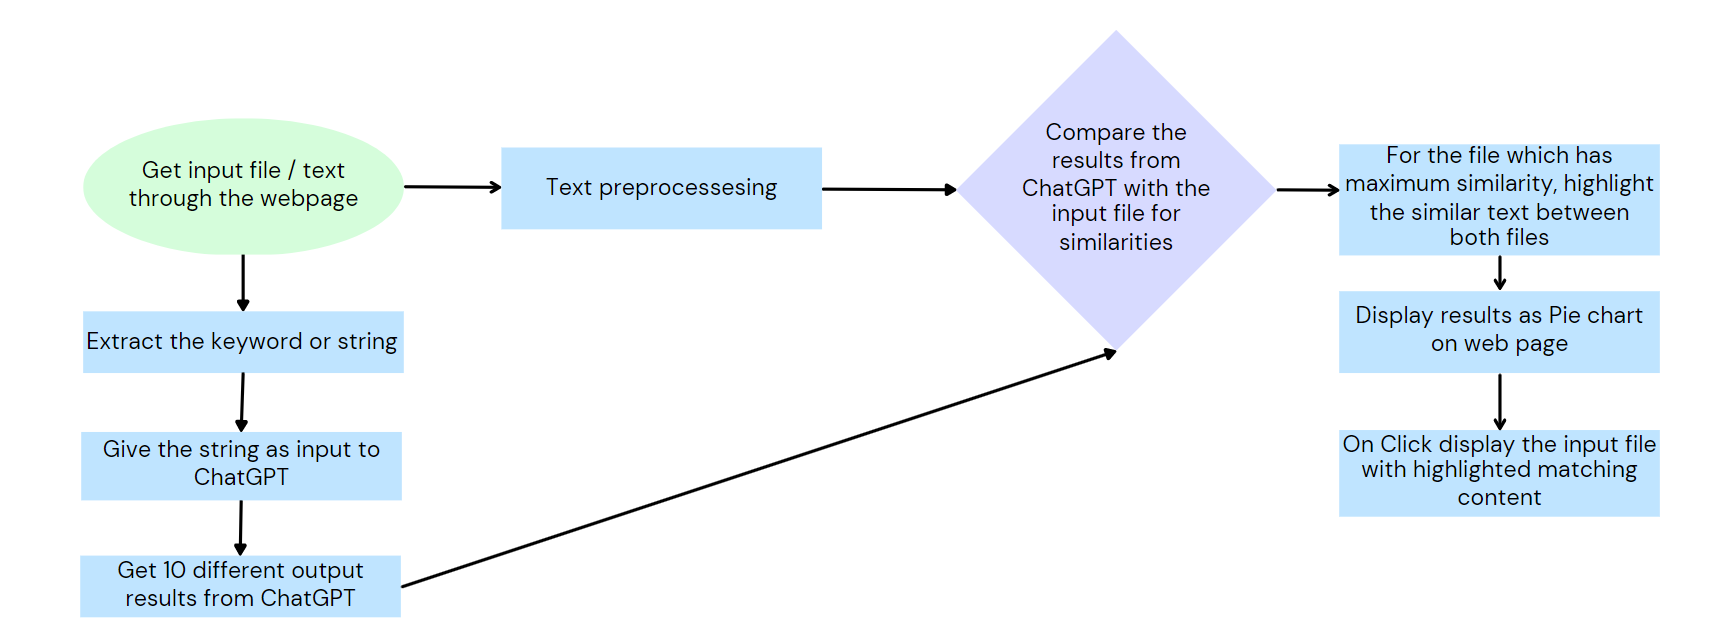 Get input file / text
through the webpage
Text preprocessesing
Compare the
results from
ChatGPT with the
input file for
similarities
For the file which has
maximum similarity, highlight
the similar text between
both files
Extract the keyword or string
Display results as Pie chart
on web page
Give the string as input to
ChatGPT
On Click display the input file
with highlighted matching
content
Get 10 different output
results from ChatGPT